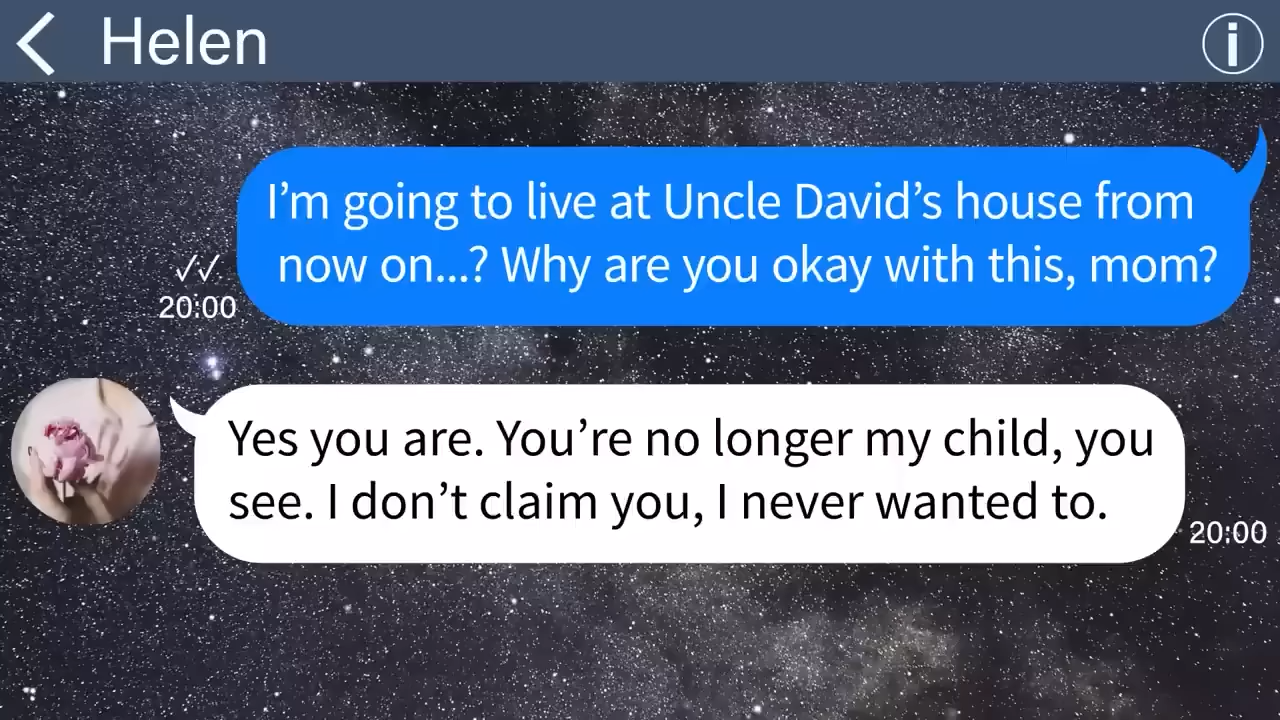 Helen
I’m going to live at Uncle David’s house from
now on...? Why are you okay with this, mom?
20:00
Yes you are. You’re no longer my child, you
see. I don’t claim you, I never wanted to.
20:00